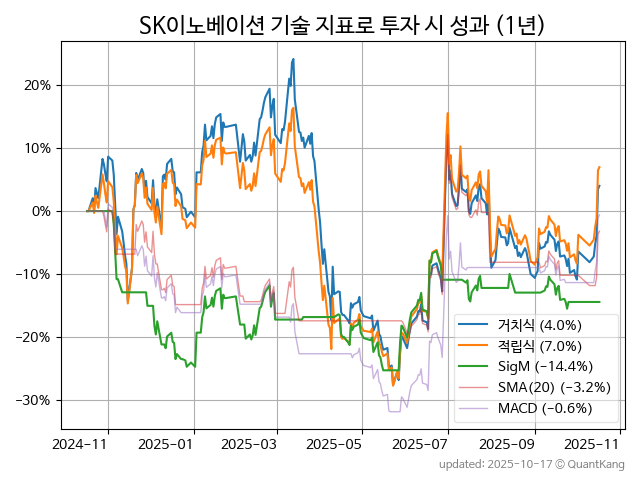 SK이노베이션 기술 지표로 투자 시 성과 (1년)
20%
10%
0%
−10%
−20%
−30%
거치식 (4.0%)
적립식 (7.0%)
SigM (−14.4%)
SMA(20) (−3.2%)
MACD (−0.6%)
2024-11
2025-01
2025-03
2025-05
2025-07
2025-09
2025-11
updated: 2025-10-17 © QuantKang